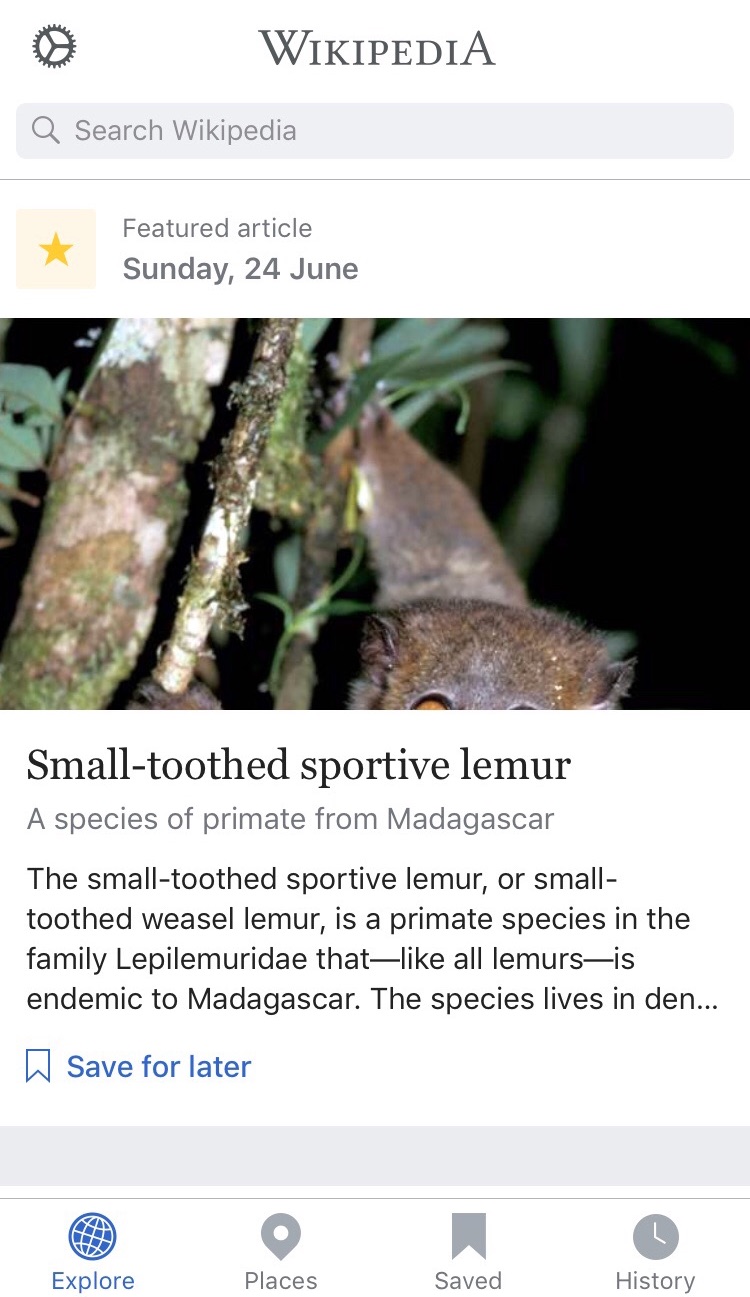 WIKIPEDIA
Search Wikipedia
Featured article
Sunday, 24 June
Small-toothed sportive lemur
A species of primate from Madagascar
The small-toothed sportive lemur, or small-
toothed weasel lemur, is a primate species in the
family Lepilemuridae that—like all lemurs—is
endemic to Madagascar. The species lives in den...
Save for later
Explore
Places
Saved
History